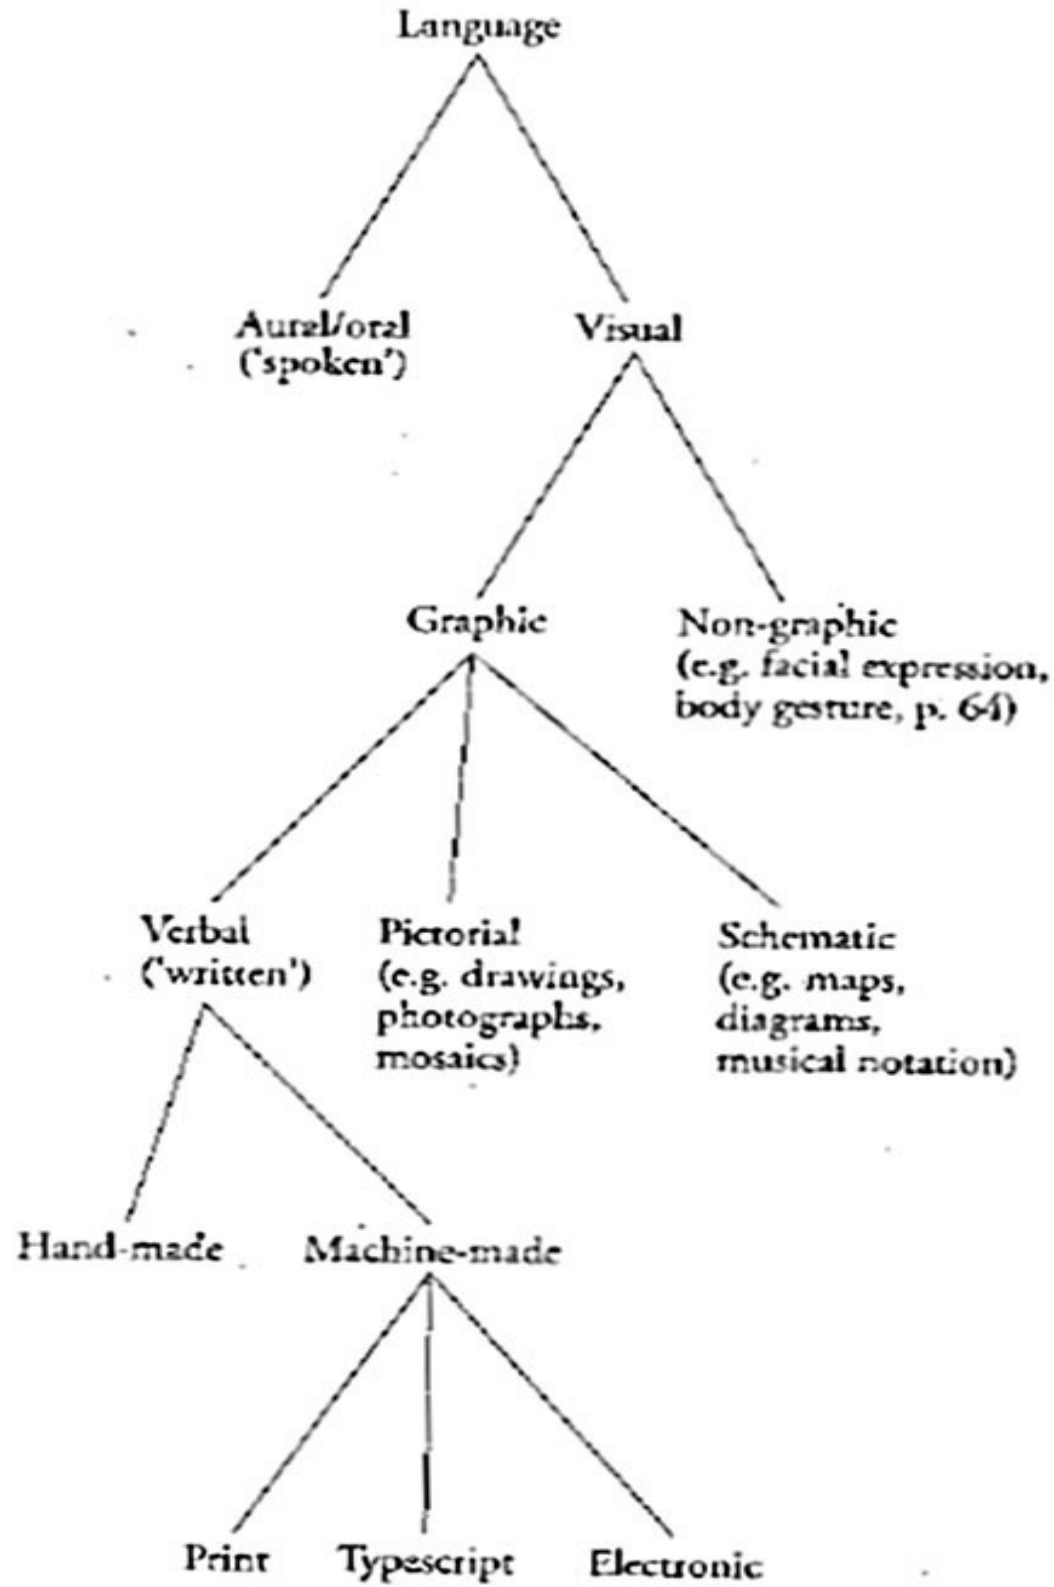 Language
Aural/oral
('spoken')
Visual
Graphic
Non-graphic
(e.g. facial expression,
body gesture, p. 64)
Verbal
('written')
Pictorial
(e.g. drawings,
photographs,
mosaics)
Schematic
(e.g. maps,
diagrams,
musical notation)
Hand-made
Machine-made
Print
Typescript
Electronic